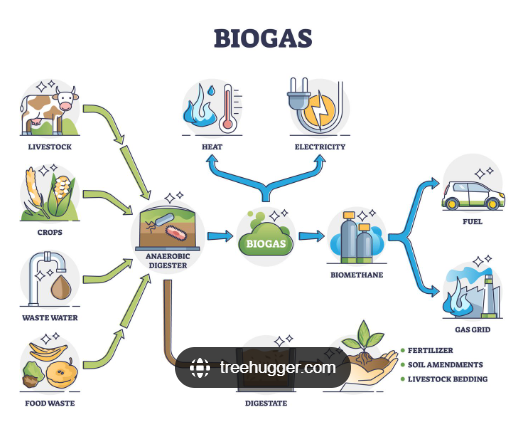 BIOGAS
LIVESTOCK
HEAT
ELECTRICITY
CROPS
FUEL
ANAEROBIC
DIGESTER
BIOGAS
BIOMETHANE
WASTE WATER
GAS GRID
FERTILIZER
SOIL AMENDMENTS
LIVESTOCK BEDDING
treehugger.com
FOOD WASTE
DIGESTATE